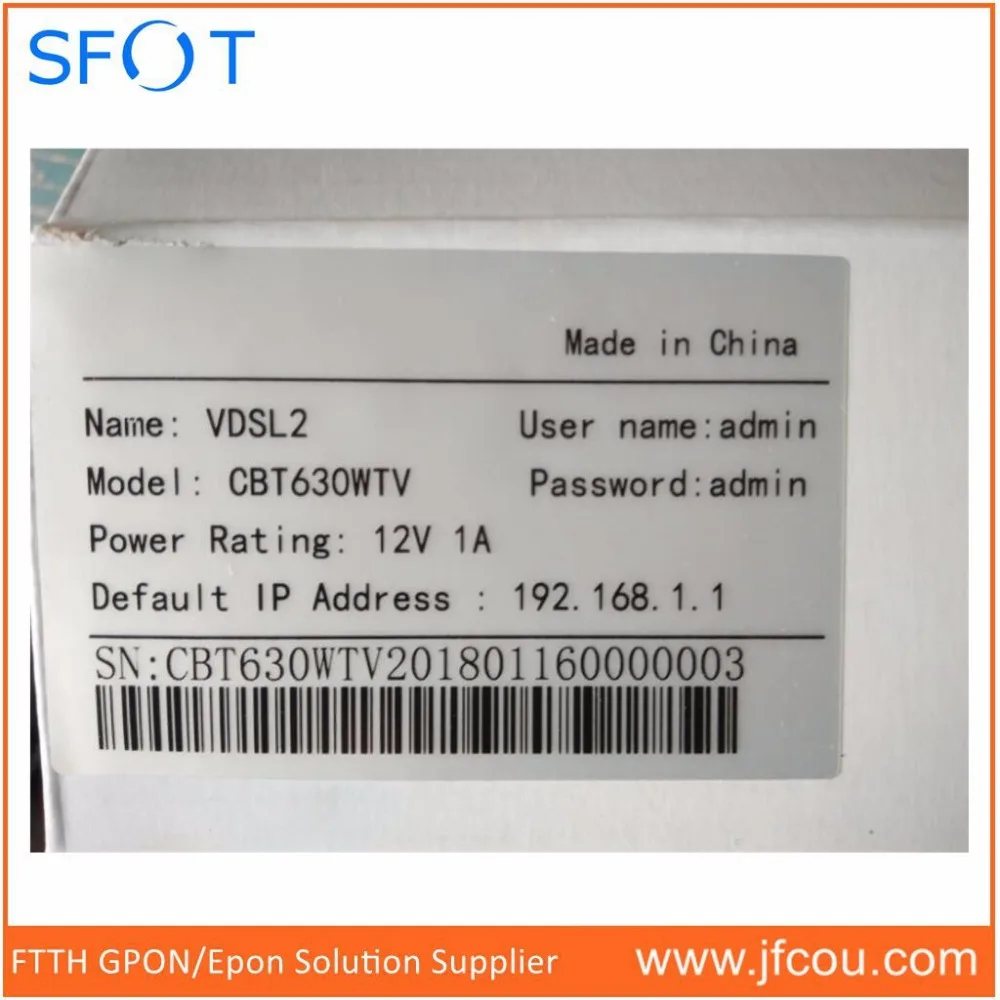 SFOT
Made in China
Name: VDSL2 User name:admin
Model: CBT630WTV Password:admin
Power Rating: 12V 1A
Default IP Address : 192.168.1.1
SN:CBT630WTV201801160000003
FTTH GPON/Epon Solution Supplier www.jfcou.com